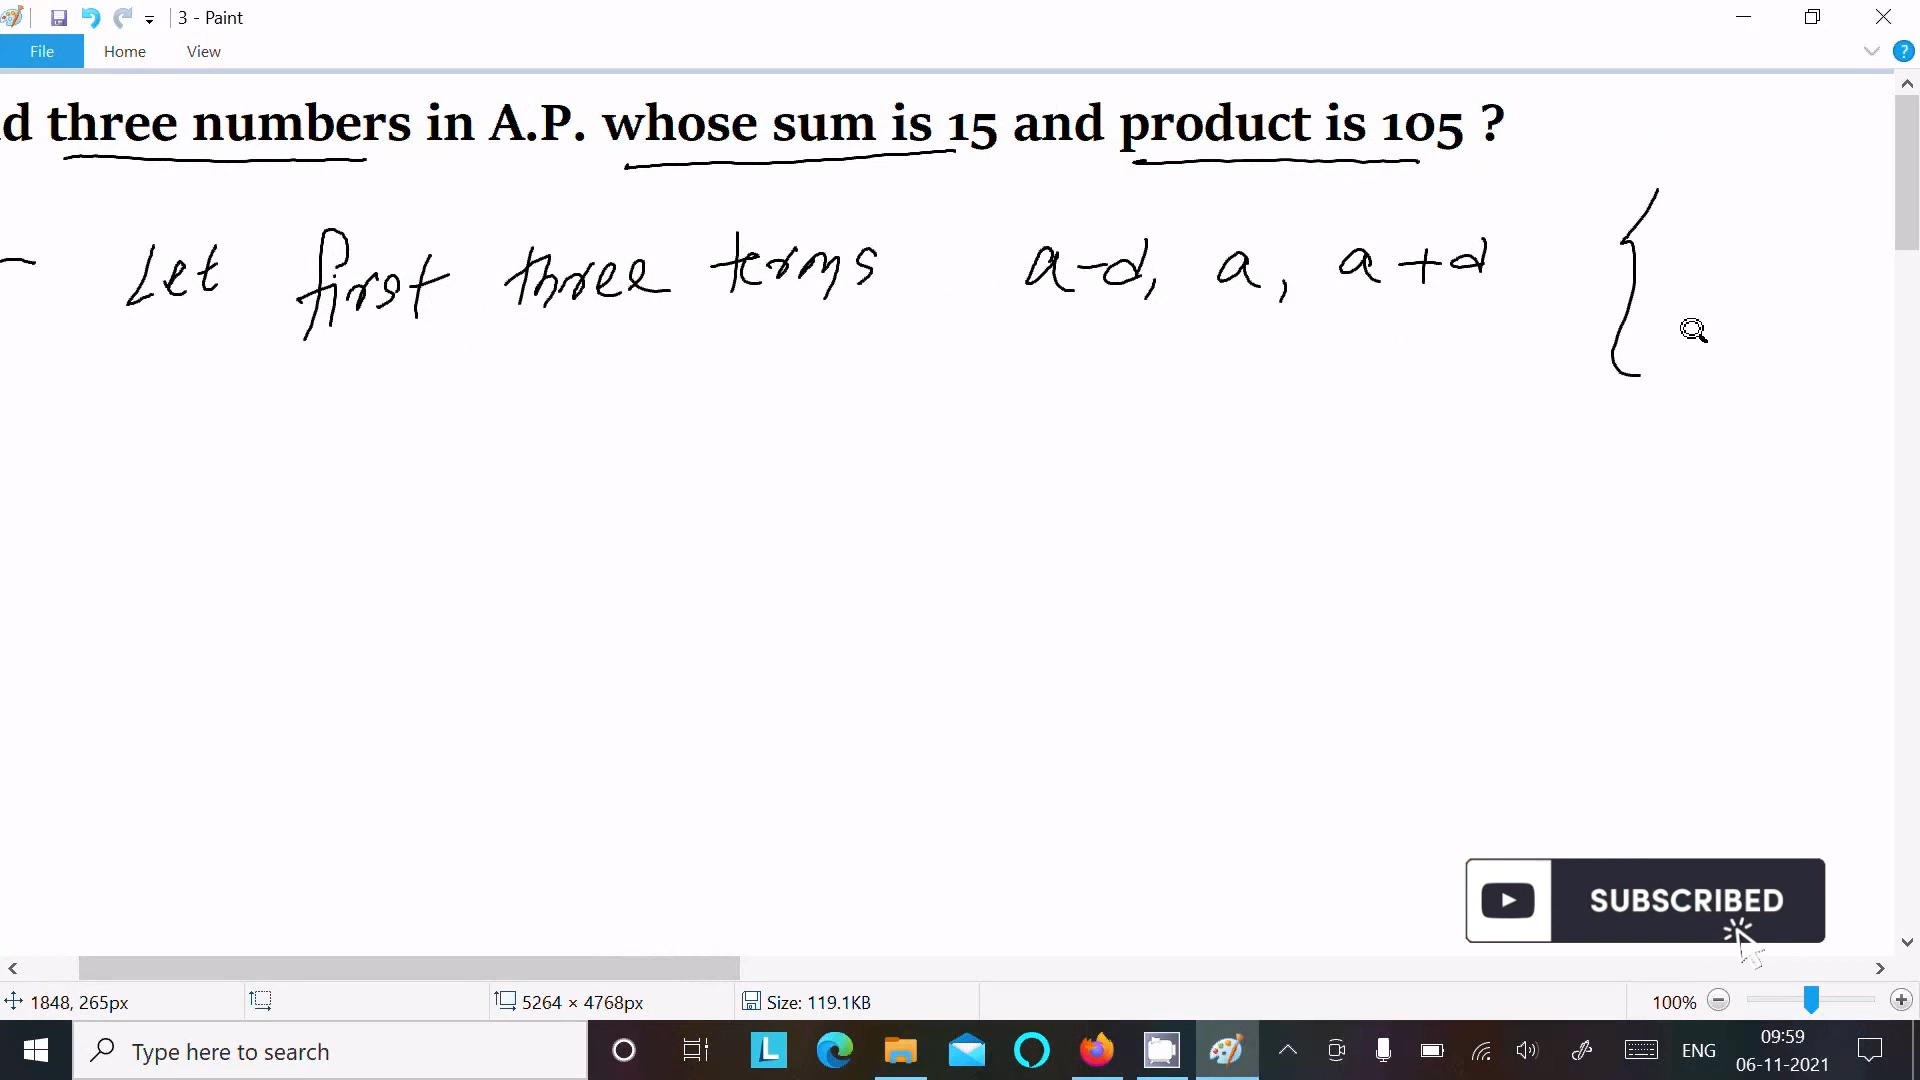 3 - Paint
File Home View
d three numbers in A.P. whose sum is 15 and product is 105 ?
Let first three terms a-d, a, a+d {
SUBSCRIBED
1848, 265px 5264 × 4768px Size: 119.1KB 100%
Type here to search
ENG
09:59
06-11-2021